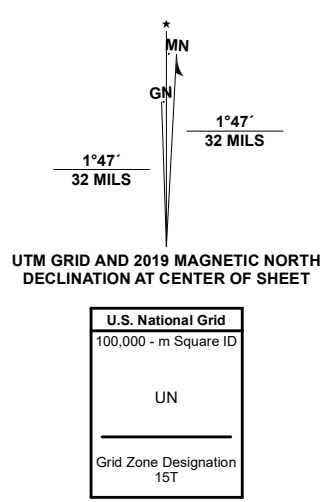 ★
MN
GN
1°47´
32 MILS
1°47´
32 MILS
UTM GRID AND 2019 MAGNETIC NORTH
DECLINATION AT CENTER OF SHEET
U.S. National Grid
100,000 - m Square ID
UN
Grid Zone Designation
15T